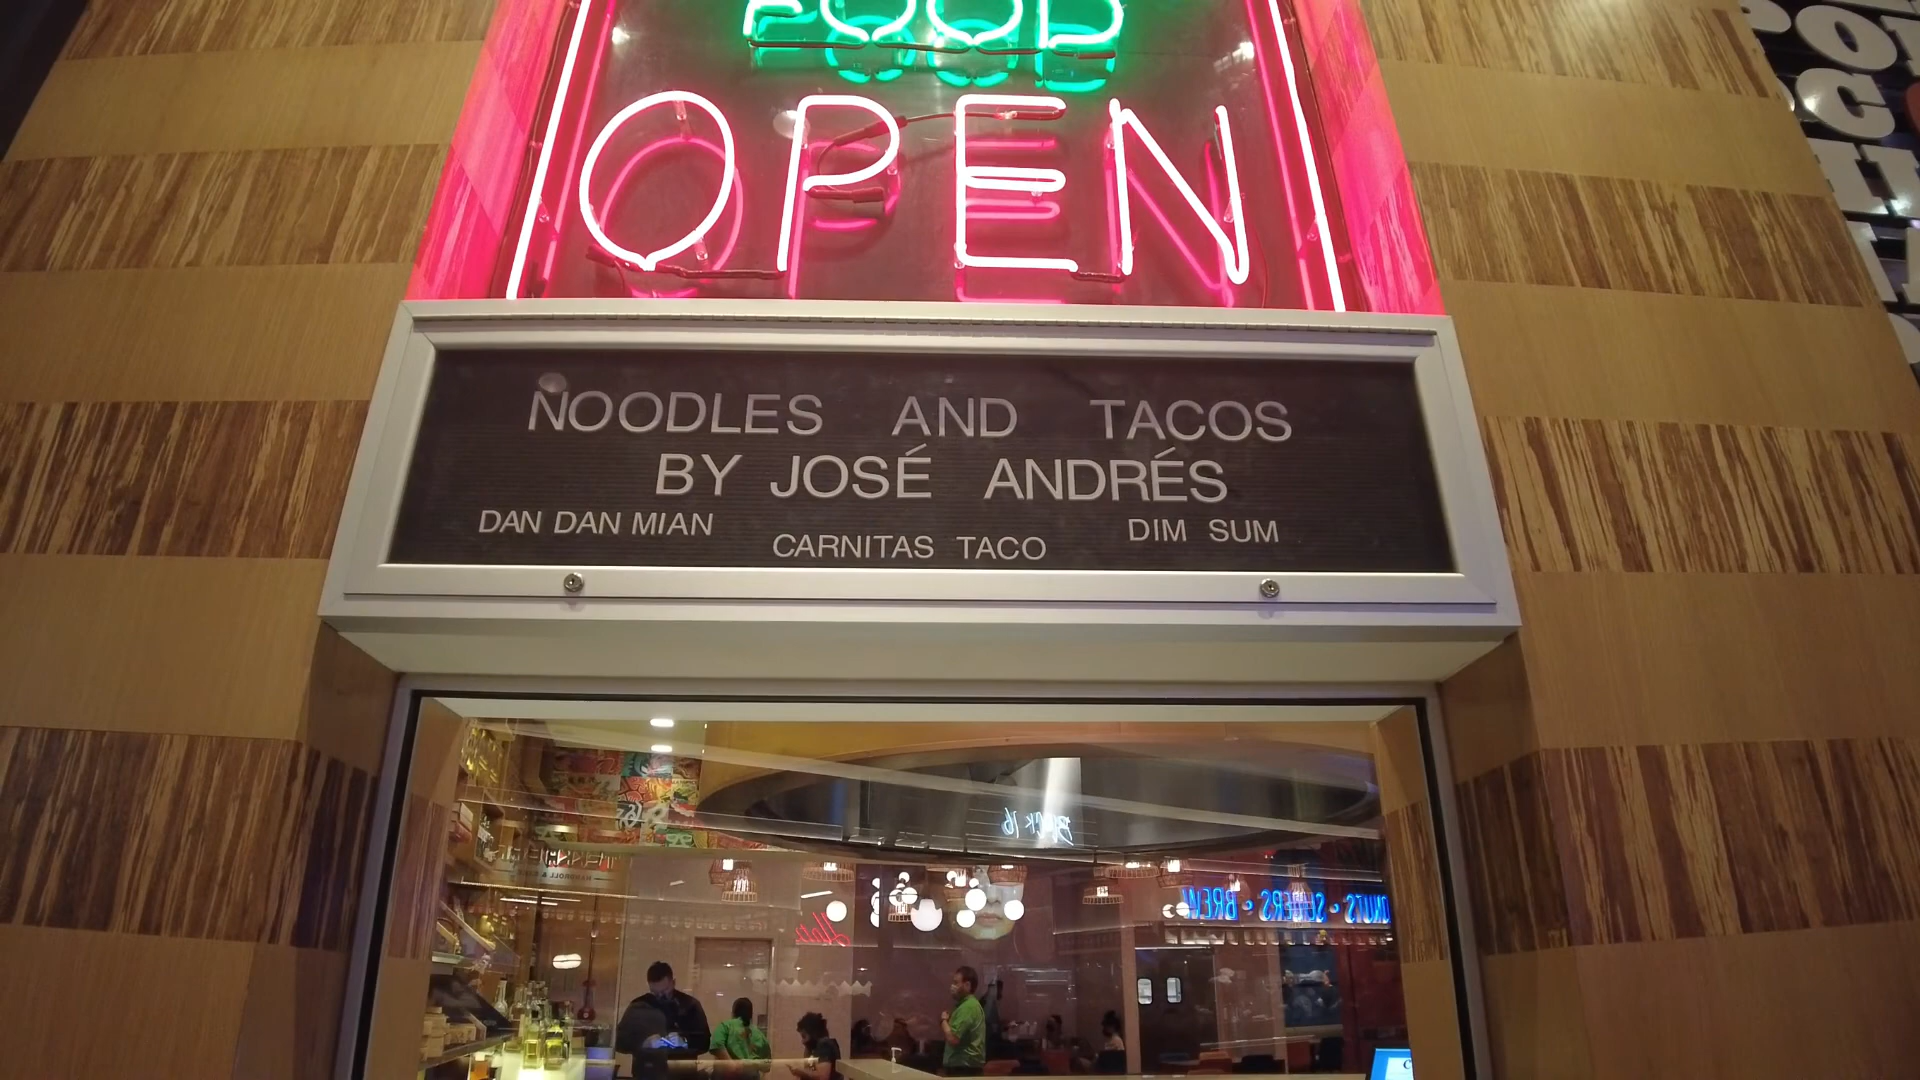 FOOD
OPEN
NOODLES AND TACOS
BY JOSÉ ANDRÉS
DAN DAN MIAN
CARNITAS TACO
DIM SUM